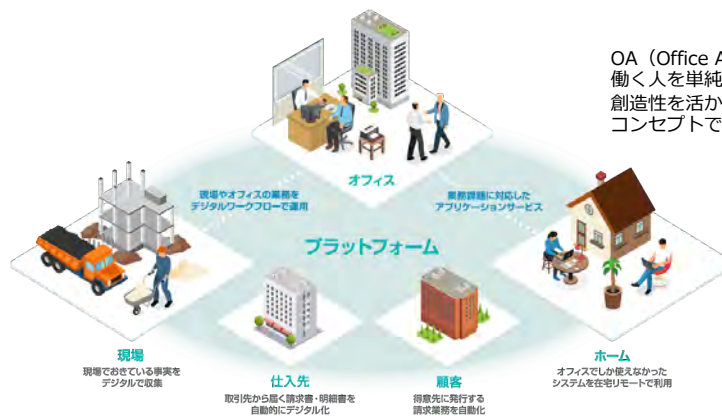 OA（Office A
働く人を単純
創造性を活か
コンセプトで
オフィス
現場やオフィスの業務を
デジタルワークフローで運用
業務課題に対応した
アプリケーションサービス
プラットフォーム
現場
現場でおきている事実を
デジタルで収集
仕入先
取引先から届く請求書・明細書を
自動的にデジタル化
顧客
得意先に発行する
請求業務を自動化
ホーム
オフィスでしか使えなかった
システムを在宅リモートで利用